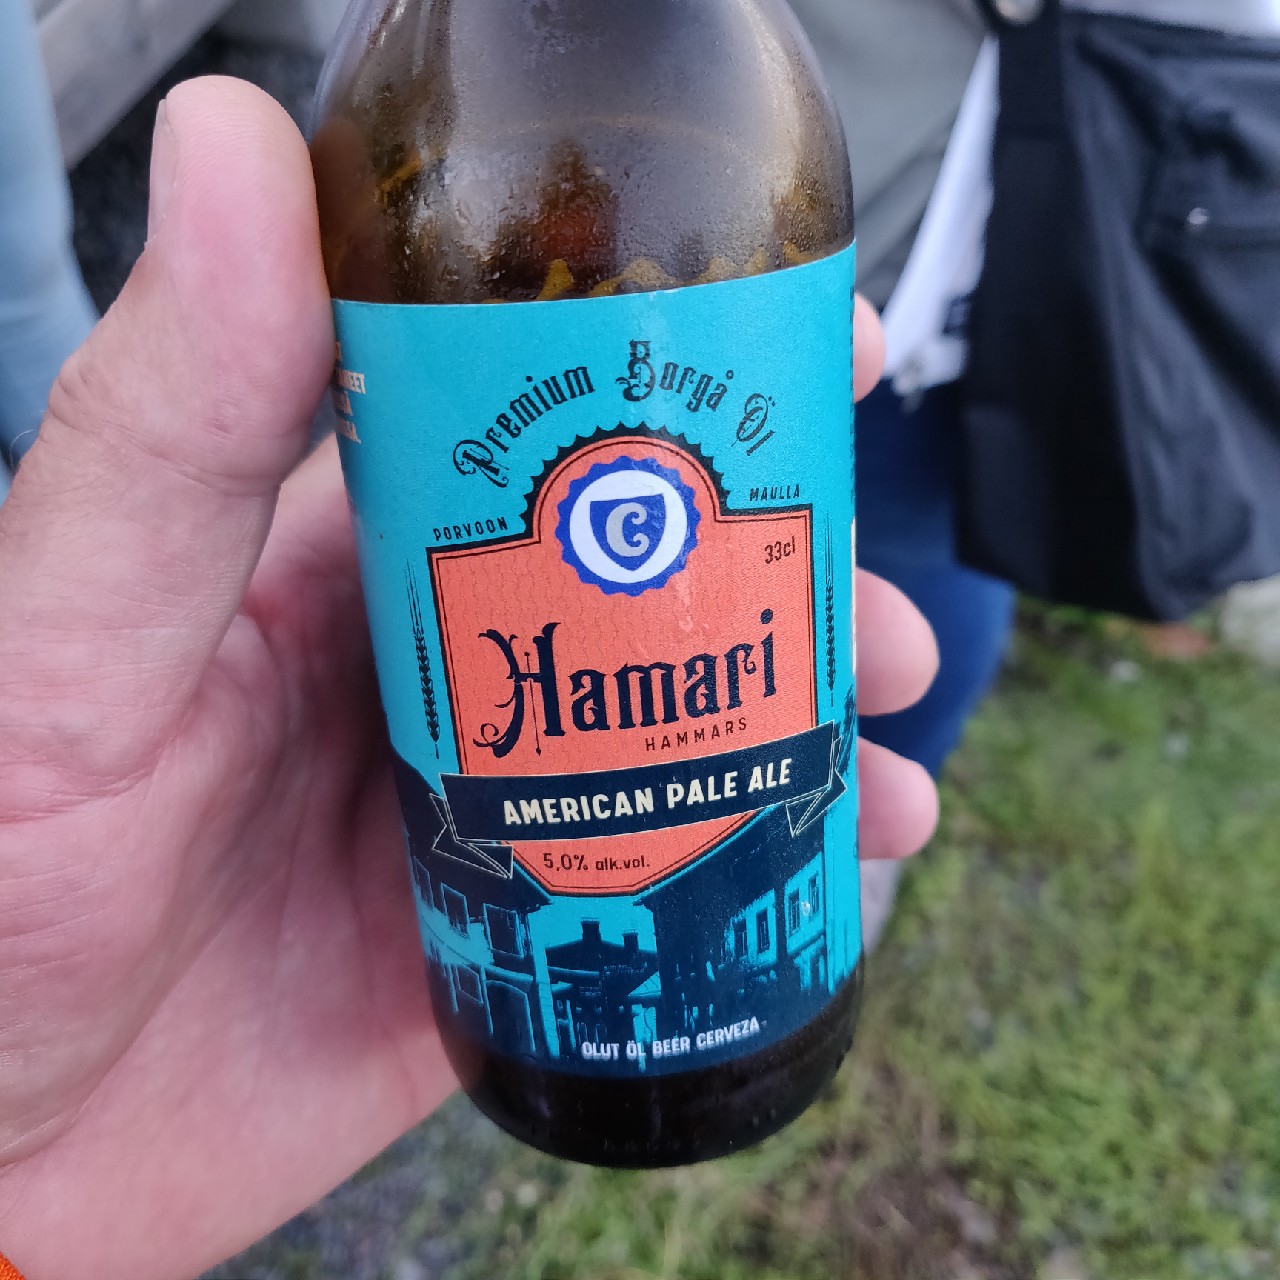 Premium Borgå Öl
PORVOON MAULLA
C
33cl
Hamari
HAMMARS
AMERICAN PALE ALE
5,0% alk.vol.
OLUT ÖL BEER CERVEZA